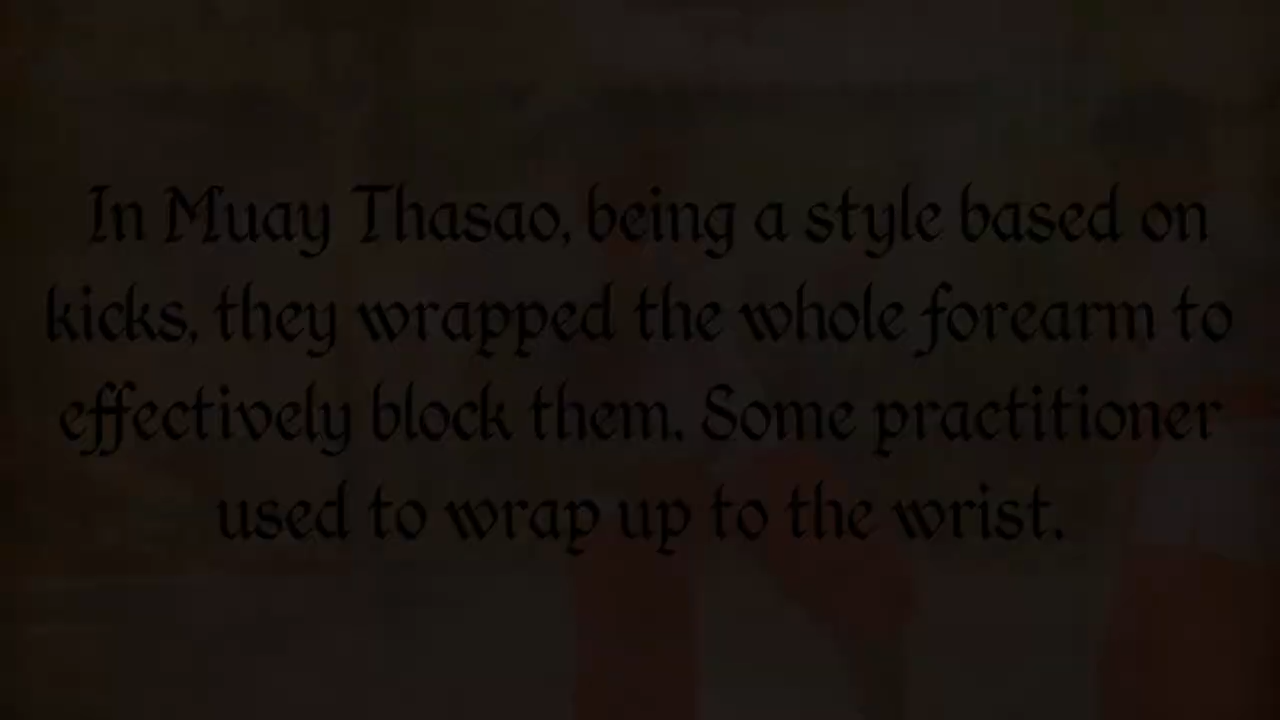 In Muay Thasao, being a style based on
kicks, they wrapped the whole forearm to
effectively block them. Some practitioner
used to wrap up to the wrist.